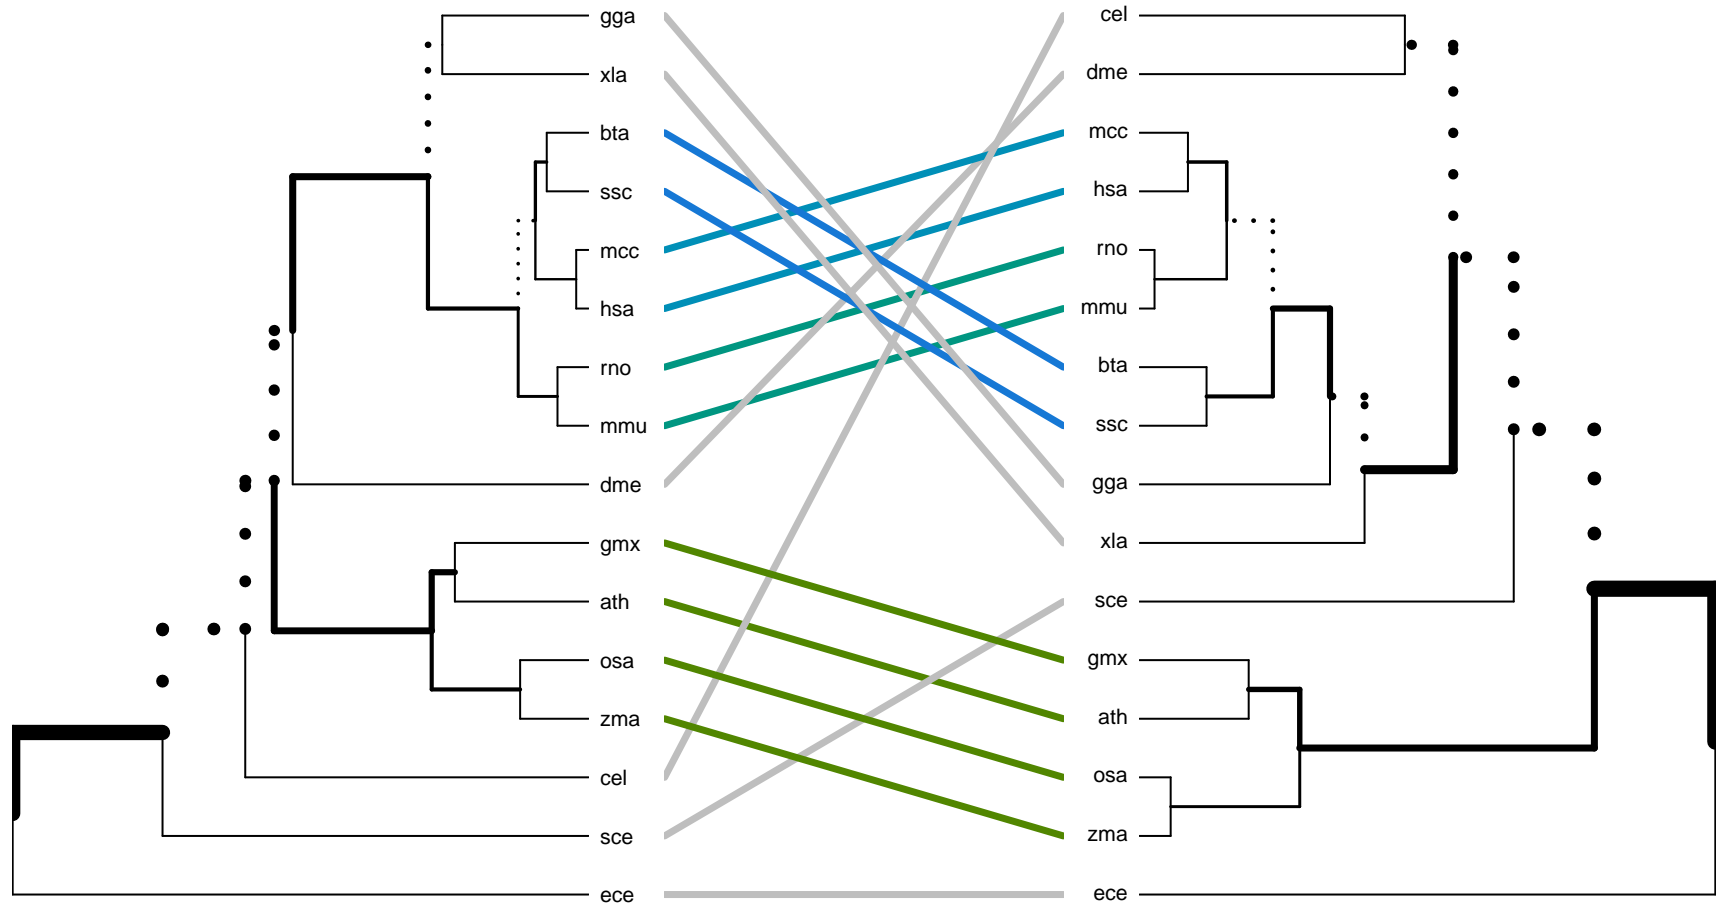 gga
xla
bta
ssc
mcc
hsa
rno
mmu
dme
gmx
ath
osa
zma
cel
sce
ece
cel
dme
mcc
hsa
rno
mmu
bta
ssc
gga
xla
sce
gmx
ath
osa
zma
ece